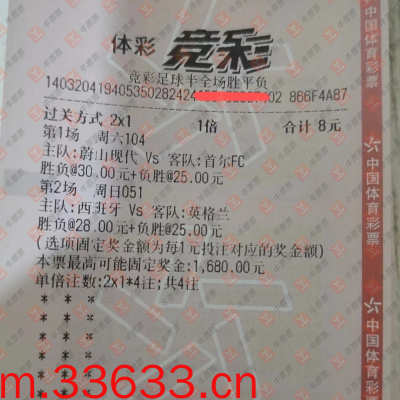 体彩 竞彩
竞彩足球半全场胜平负
866F4A87
过关方式 2x1 1倍 合计 8元
第1场 周六104
主队:蔚山现代 Vs 客队:首尔FC
胜负@30.00元+负胜@25.00元
第2场 周日051
主队:西班牙 Vs 客队:英格兰
胜负@28.00元+负胜@25.00元
(选项固定奖金额为每1元投注对应的奖金额)
本票最高可能固定奖金:1,680.00元
单倍注数:2x1*4注;共4注
* * * * *
* * * * *
* * * * *
m.33633.cn
中国体育彩票
中国体育彩票
中国体育彩票